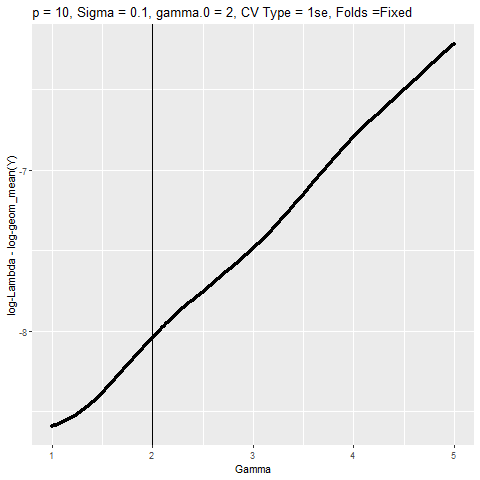 p = 10, Sigma = 0.1, gamma.0 = 2, CV Type = 1se, Folds =Fixed
log-Lambda - log-geom_mean(Y)
-7
-8
1 2 3 4 5
Gamma